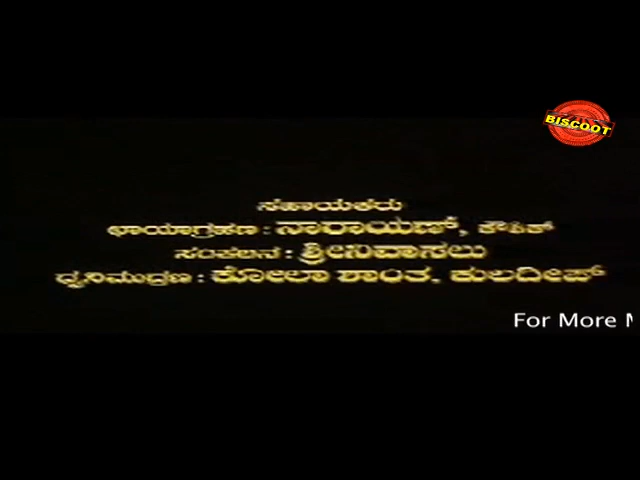 BISCOOT
ಸಹಾಯಕರು
ಛಾಯಾಗ್ರಹಣ : ನಾರಾಯಣ್, ಕೌಶಿಕ್
ಸಂಕಲನ : ಶ್ರೀನಿವಾಸಲು
ಧ್ವನಿಮುದ್ರಣ : ಕೋಲಾ ಶಾಂತ, ಕುಲದೀಪ್
For More